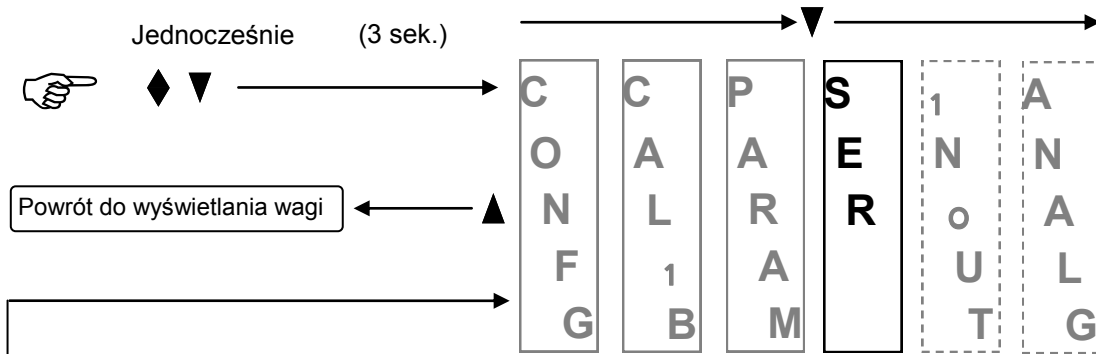 Jednocześnie (3 sek.)
CONFG
CAL1B
PARAM
SER
1NoUT
ANALG
Powrót do wyświetlania wagi